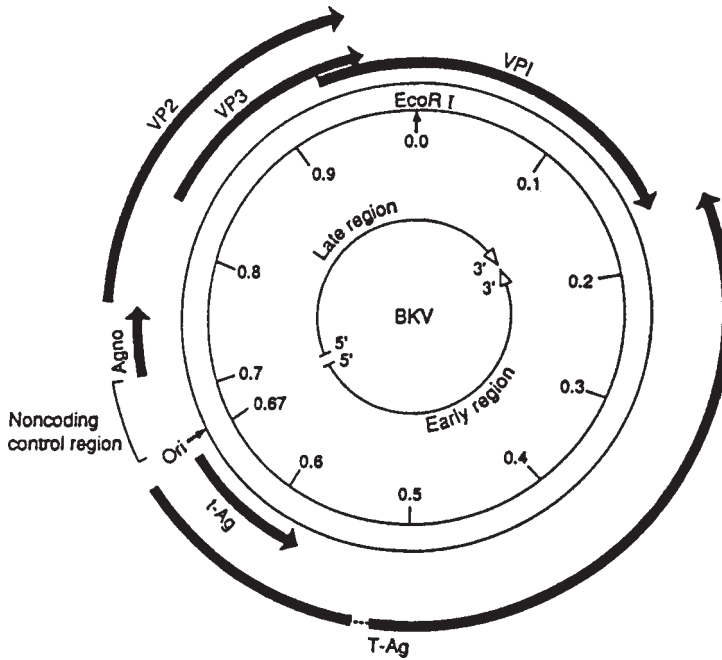 VP2
VP3
VPI
EcoR I
0.0
0.1
0.2
0.3
0.4
0.5
0.6
0.67
0.7
0.8
0.9
Late region
3'
3'
BKV
5'
5'
Early region
Agno
Noncoding
control region
Ori
t-Ag
T-Ag